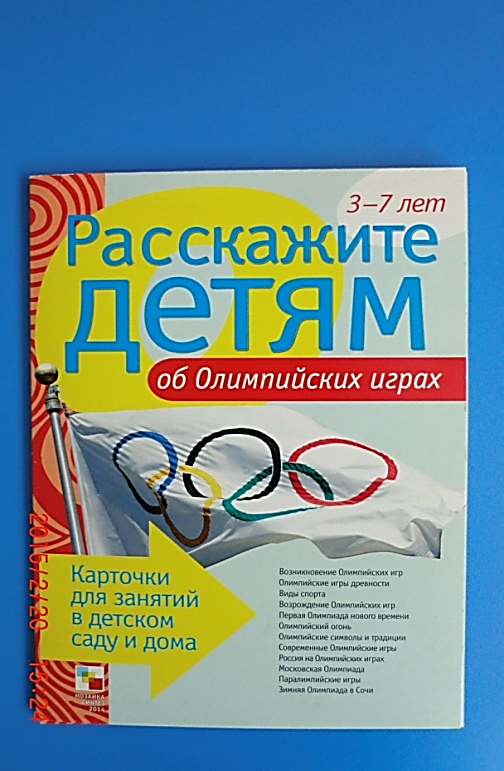 3–7 лет
Расскажите
детям
об Олимпийских играх
Карточки
для занятий
в детском
саду и дома
Возникновение Олимпийских игр
Олимпийские игры древности
Виды спорта
Возрождение Олимпийских игр
Первая Олимпиада нового времени
Олимпийский огонь
Олимпийские символы и традиции
Современные Олимпийские игры
Россия на Олимпийских играх
Московская Олимпиада
Паралимпийские игры
Зимняя Олимпиада в Сочи
МОЗАИКА
СИНТЕЗ
2014
2015/2/20 15:24